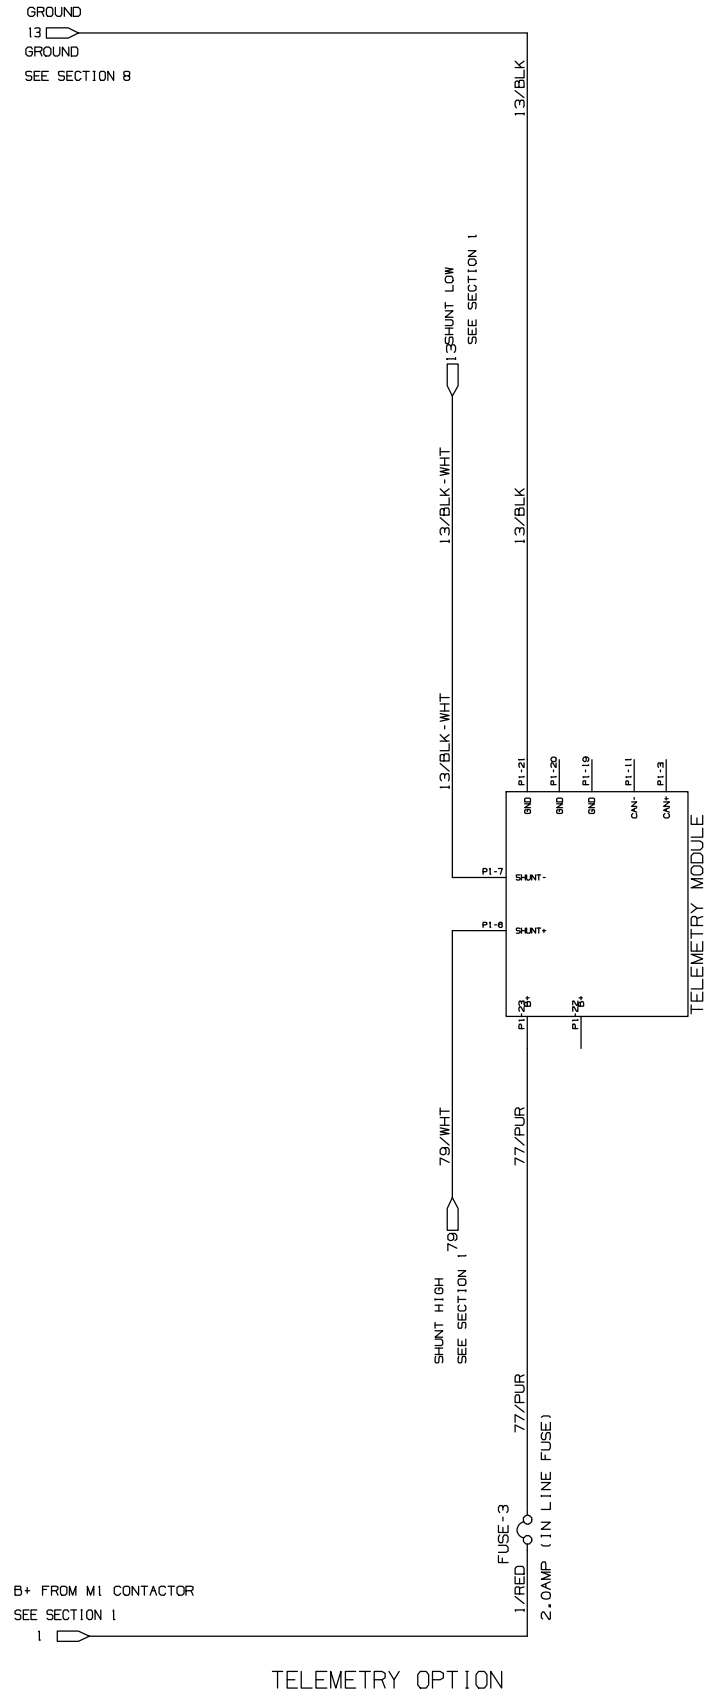 GROUND
13
GROUND
SEE SECTION 8
13/BLK
SHUNT LOW
SEE SECTION 1
13
13/BLK-WHT
13/BLK
13/BLK-WHT
P1-21
P1-20
P1-19
P1-11
P1-3
GND
GND
GND
CAN-
CAN+
TELEMETRY MODULE
P1-7
SHUNT-
P1-6
SHUNT+
P1-23
B+
P1-22
B+
79/WHT
77/PUR
79
SHUNT HIGH
SEE SECTION 1
77/PUR
FUSE-3
2.0AMP (IN LINE FUSE)
1/RED
B+ FROM M1 CONTACTOR
SEE SECTION 1
1
TELEMETRY OPTION